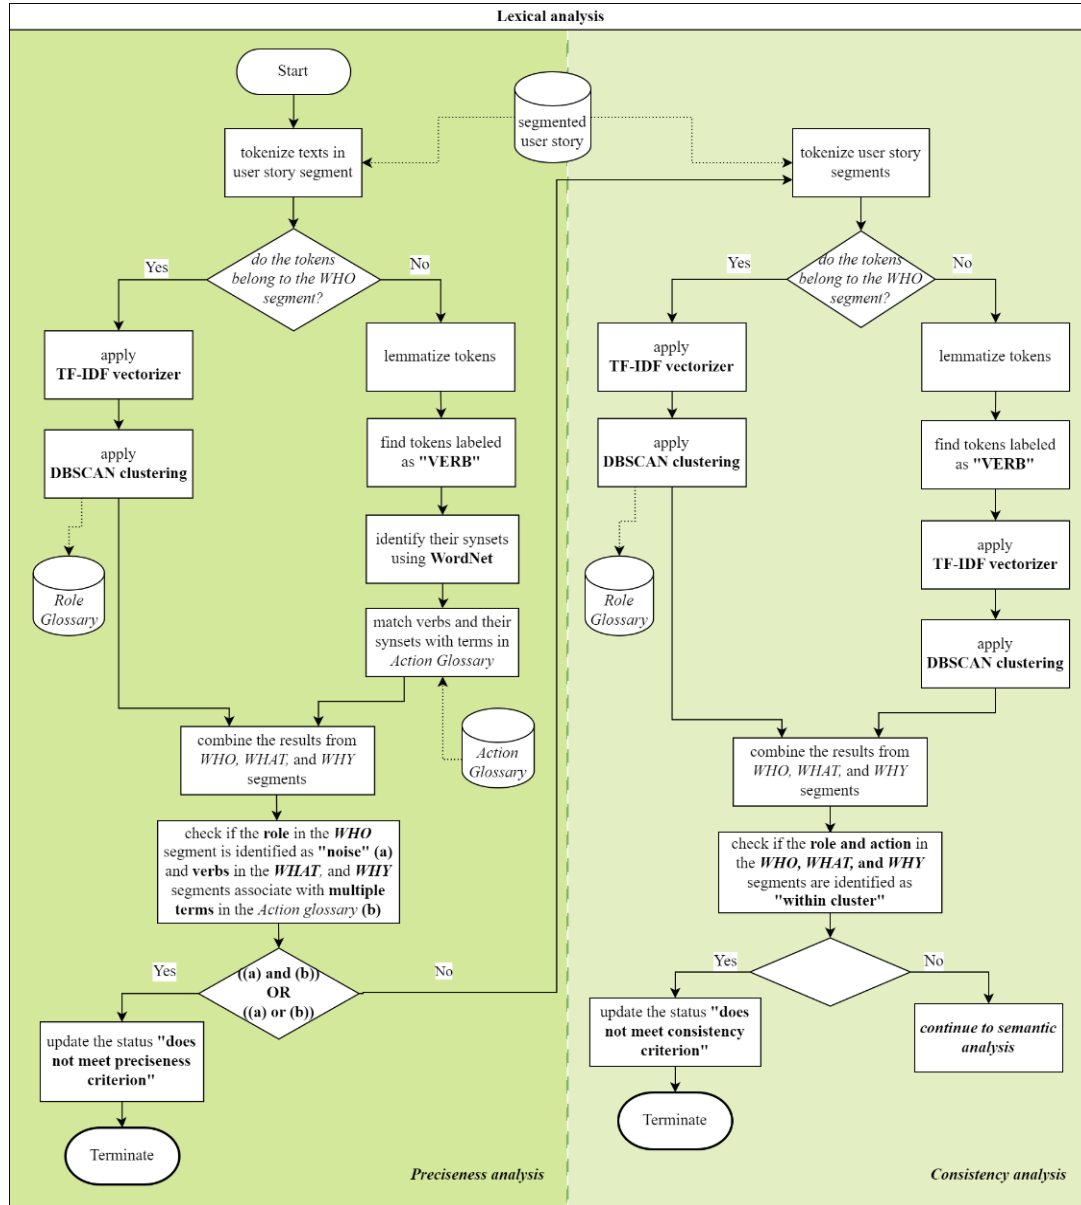 Lexical analysis
Start
tokenize texts in
user story segment
do the tokens
belong to the WHO
segment?
Yes
No
apply
TF-IDF vectorizer
apply
DBSCAN clustering
Role
Glossary
lemmatize tokens
find tokens labeled
as "VERB"
identify their synsets
using WordNet
match verbs and their
synsets with terms in
Action Glossary
Action
Glossary
combine the results from
WHO, WHAT, and WHY
segments
check if the role in the WHO
segment is identified as "noise" (a)
and verbs in the WHAT, and WHY
segments associate with multiple
terms in the Action glossary (b)
Yes
((a) and (b))
OR
((a) or (b))
No
update the status "does
not meet preciseness
criterion"
Terminate
Preciseness analysis
segmented
user story
tokenize user story
segments
do the tokens
belong to the WHO
segment?
Yes
No
apply
TF-IDF vectorizer
apply
DBSCAN clustering
Role
Glossary
lemmatize tokens
find tokens labeled
as "VERB"
apply
TF-IDF vectorizer
apply
DBSCAN clustering
combine the results from
WHO, WHAT, and WHY
segments
check if the role and action in
the WHO, WHAT, and WHY
segments are identified as
"within cluster"
Yes
No
update the status "does
not meet consistency
criterion"
continue to semantic
analysis
Terminate
Consistency analysis